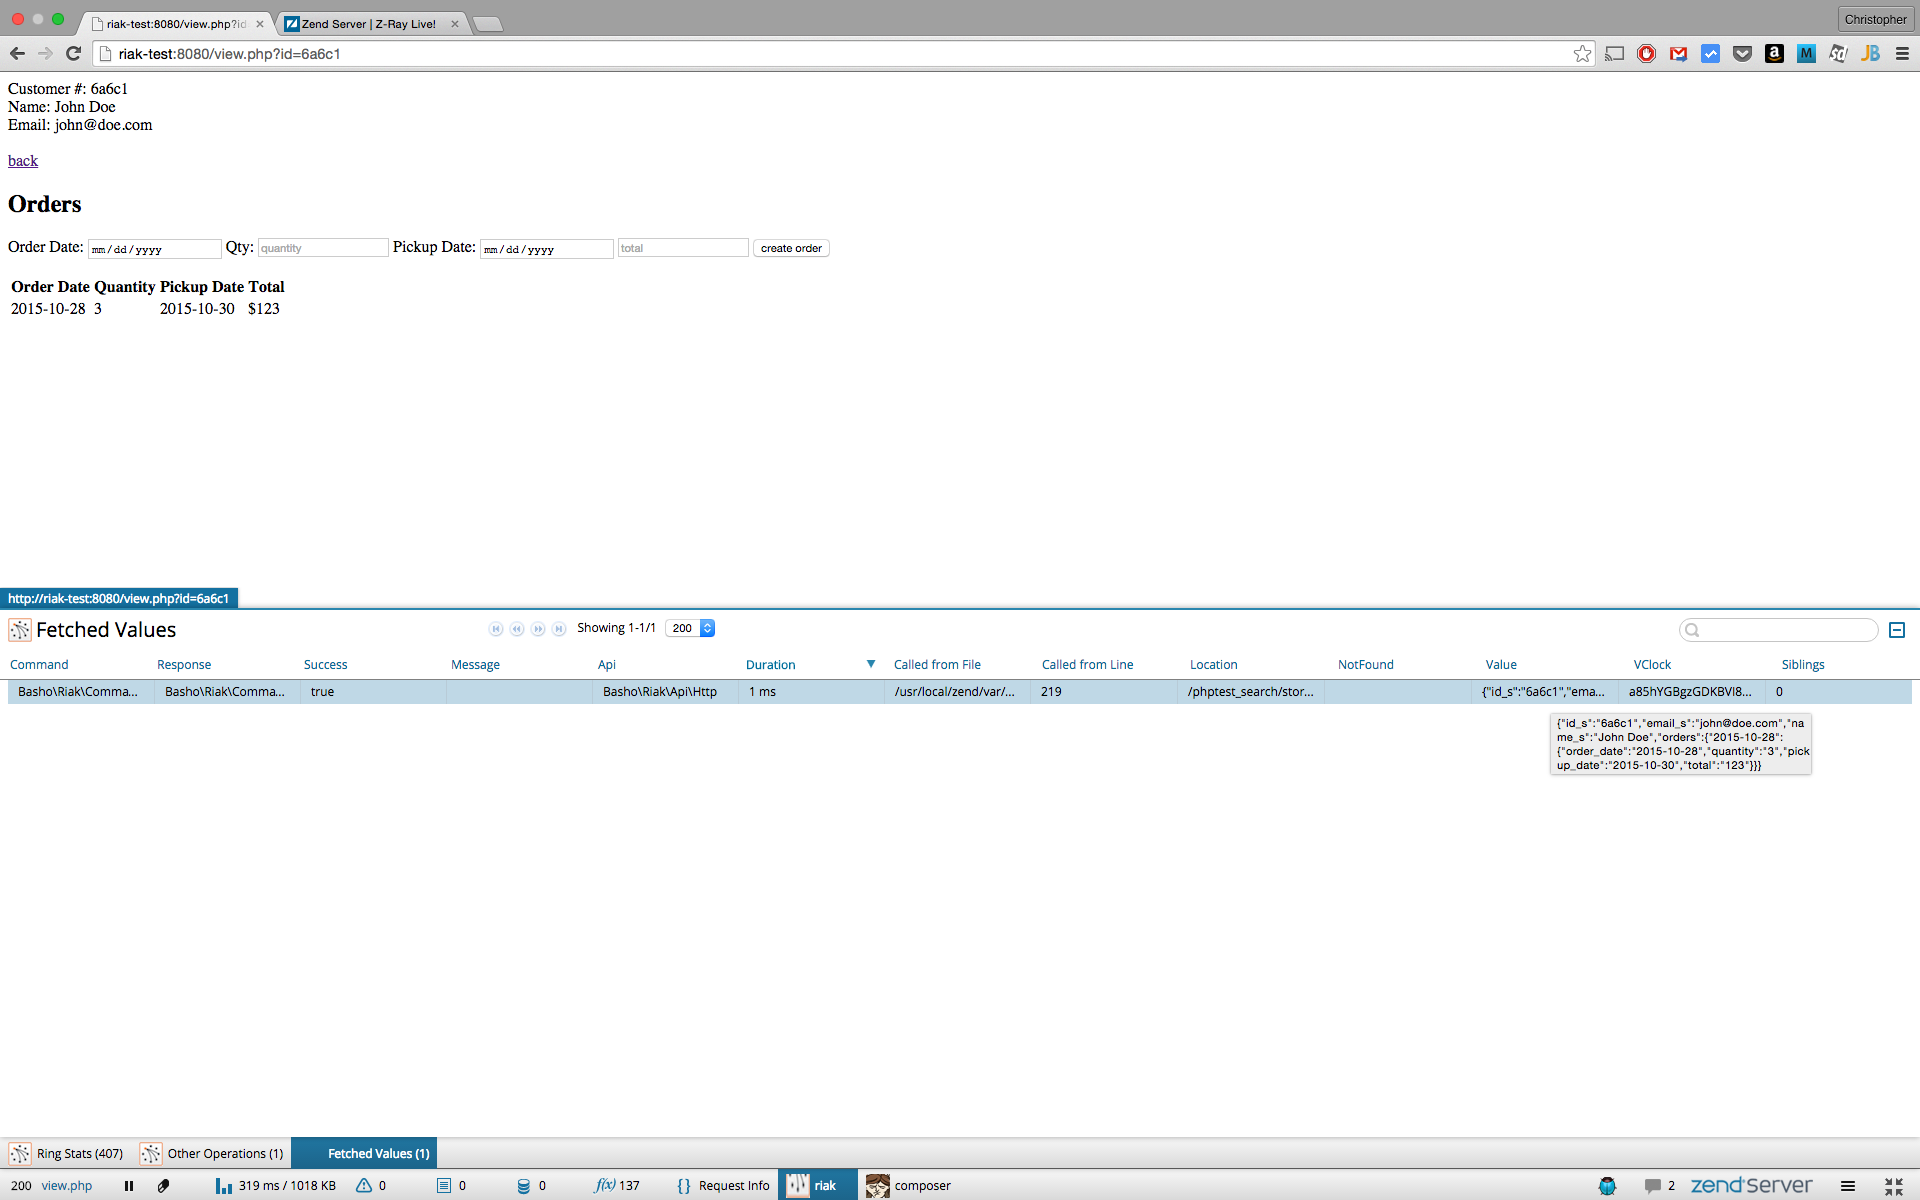 riak-test:8080/view.php?id
Zend Server | Z-Ray Live!
Christopher
riak-test:8080/view.php?id=6a6c1
Customer #: 6a6c1
Name: John Doe
Email: john@doe.com
back
Orders
Order Date: mm/dd/yyyy Qty: quantity Pickup Date: mm/dd/yyyy total create order
Order Date Quantity Pickup Date Total
2015-10-28 3 2015-10-30 $123
http://riak-test:8080/view.php?id=6a6c1
Fetched Values Showing 1-1/1 200
Command Response Success Message Api Duration Called from File Called from Line Location NotFound Value VClock Siblings
Basho\Riak\Comma... Basho\Riak\Comma... true Basho\Riak\Api\Http 1 ms /usr/local/zend/var/... 219 /phptest_search/stor... {"id_s":"6a6c1","ema... a85hYGBgzGDKBVI8... 0
{"id_s":"6a6c1","email_s":"john@doe.com","na
me_s":"John Doe","orders":{"2015-10-28":
{"order_date":"2015-10-28","quantity":"3","pick
up_date":"2015-10-30","total":"123"}}}
Ring Stats (407) Other Operations (1) Fetched Values (1)
200 view.php 319 ms / 1018 KB 0 0 0 f(x) 137 {} Request Info riak composer 2 zend Server